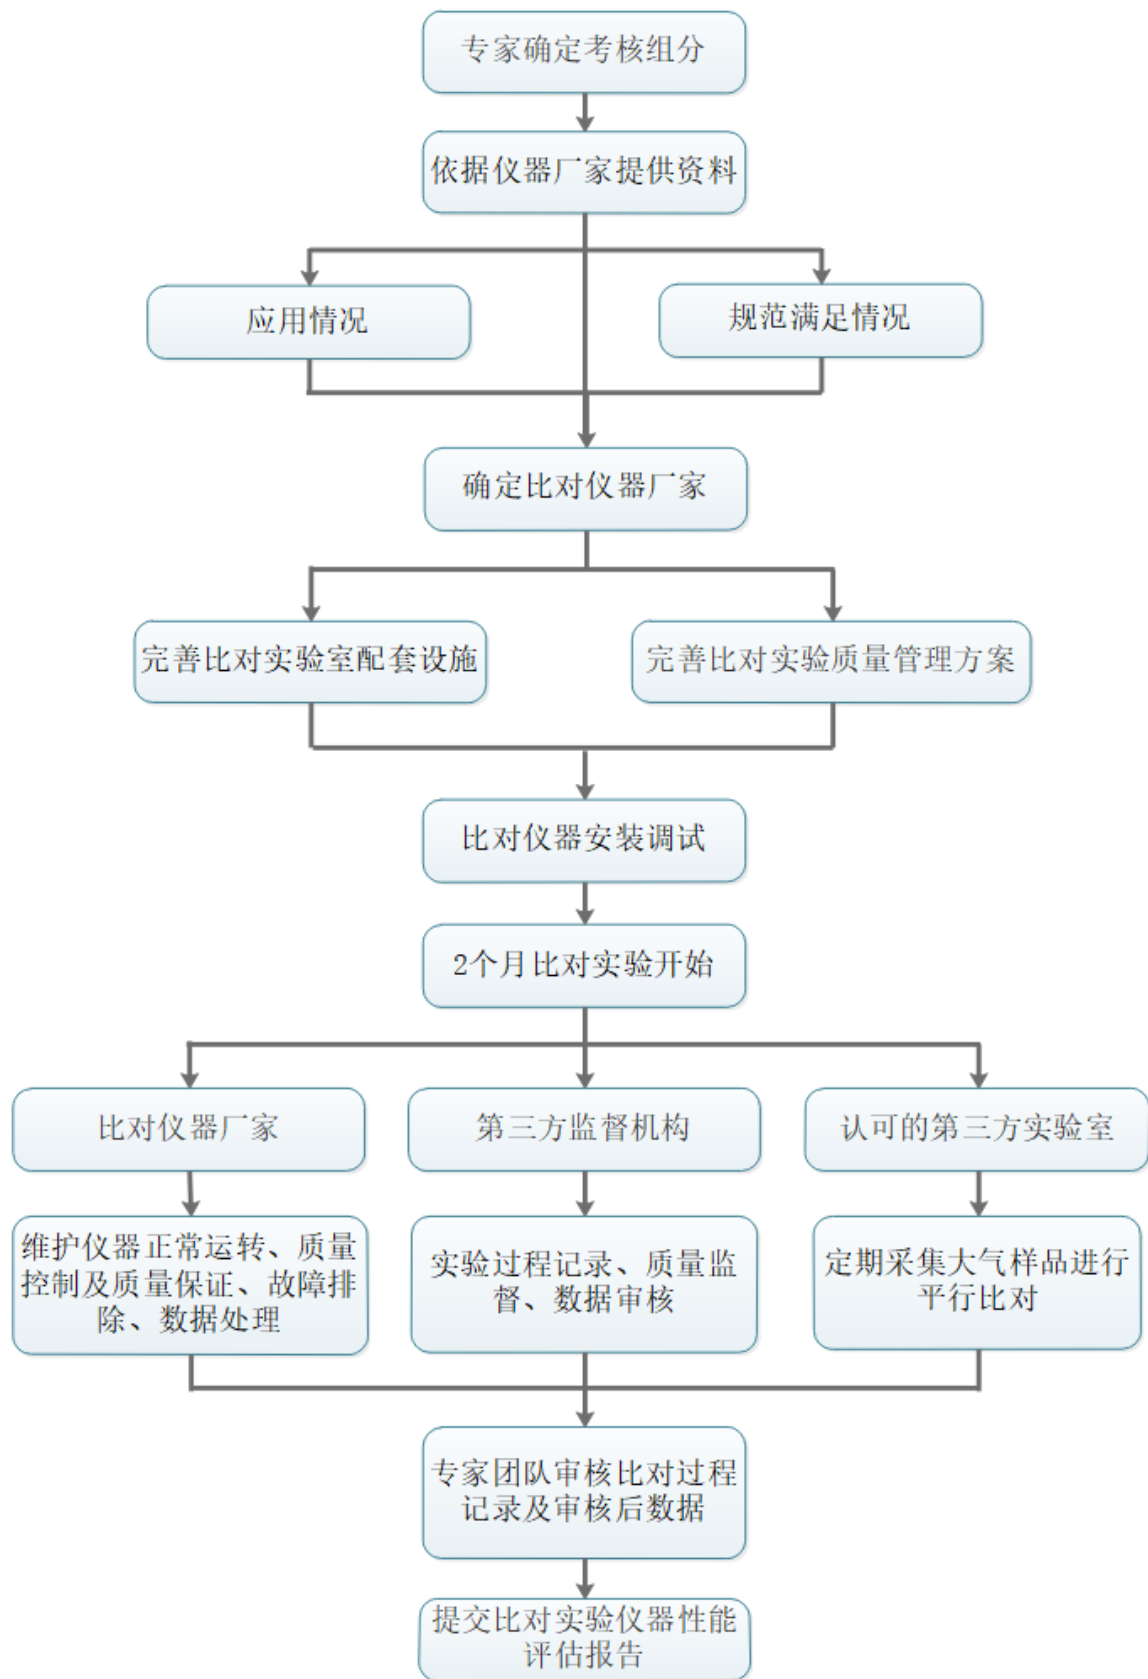 专家确定考核组分
依据仪器厂家提供资料
应用情况
规范满足情况
确定比对仪器厂家
完善比对实验室配套设施
完善比对实验质量管理方案
比对仪器安装调试
2个月比对实验开始
比对仪器厂家
第三方监督机构
认可的第三方实验室
维护仪器正常运转、质量
控制及质量保证、故障排
除、数据处理
实验过程记录、质量监
督、数据审核
定期采集大气样品进行
平行比对
专家团队审核比对过程
记录及审核后数据
提交比对实验仪器性能
评估报告